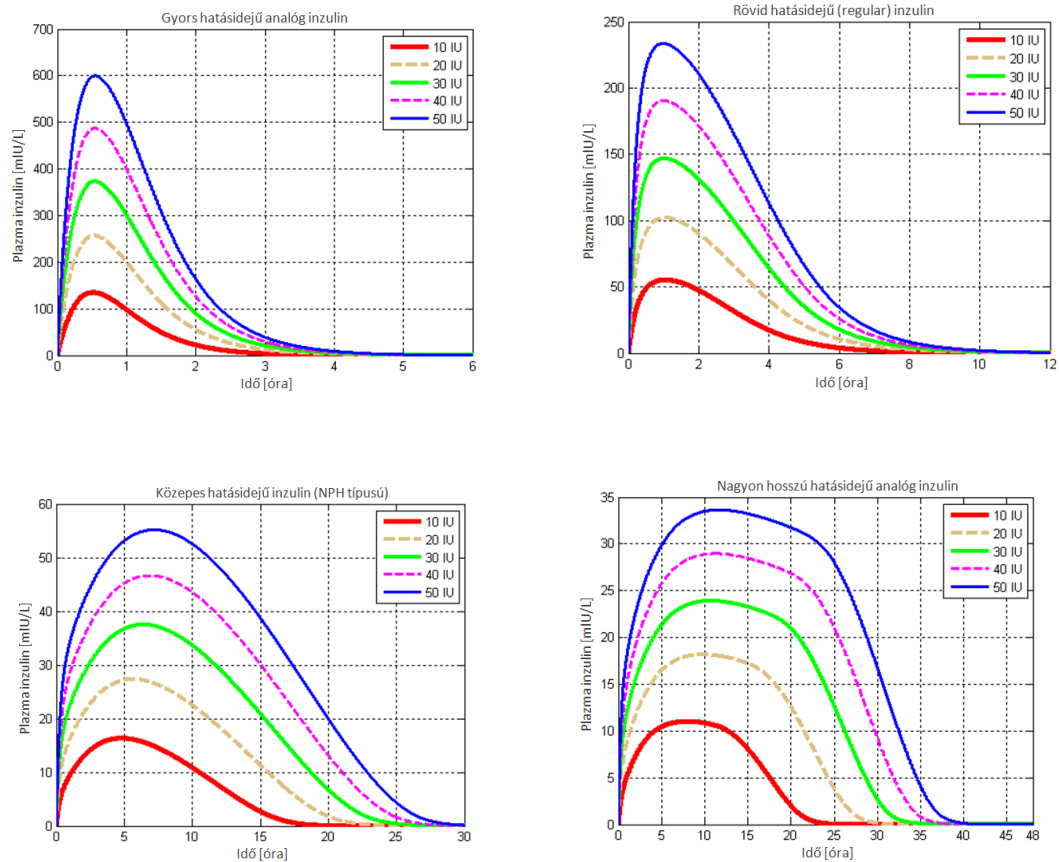 Gyors hatásidejű analóg inzulin
700
600
500
400
300
200
100
0
0 1 2 3 4 5 6
Plazma inzulin [mIU/L]
Idő [óra]
10 IU
20 IU
30 IU
40 IU
50 IU
Rövid hatásidejű (regular) inzulin
250
200
150
100
50
0
0 2 4 6 8 10 12
Plazma inzulin [mIU/L]
Idő [óra]
10 IU
20 IU
30 IU
40 IU
50 IU
Közepes hatásidejű inzulin (NPH típusú)
60
50
40
30
20
10
0
0 5 10 15 20 25 30
Plazma inzulin [mIU/L]
Idő [óra]
10 IU
20 IU
30 IU
40 IU
50 IU
Nagyon hosszú hatásidejű analóg inzulin
35
30
25
20
15
10
5
0
0 5 10 15 20 25 30 35 40 45 48
Plazma inzulin [mIU/L]
Idő [óra]
10 IU
20 IU
30 IU
40 IU
50 IU